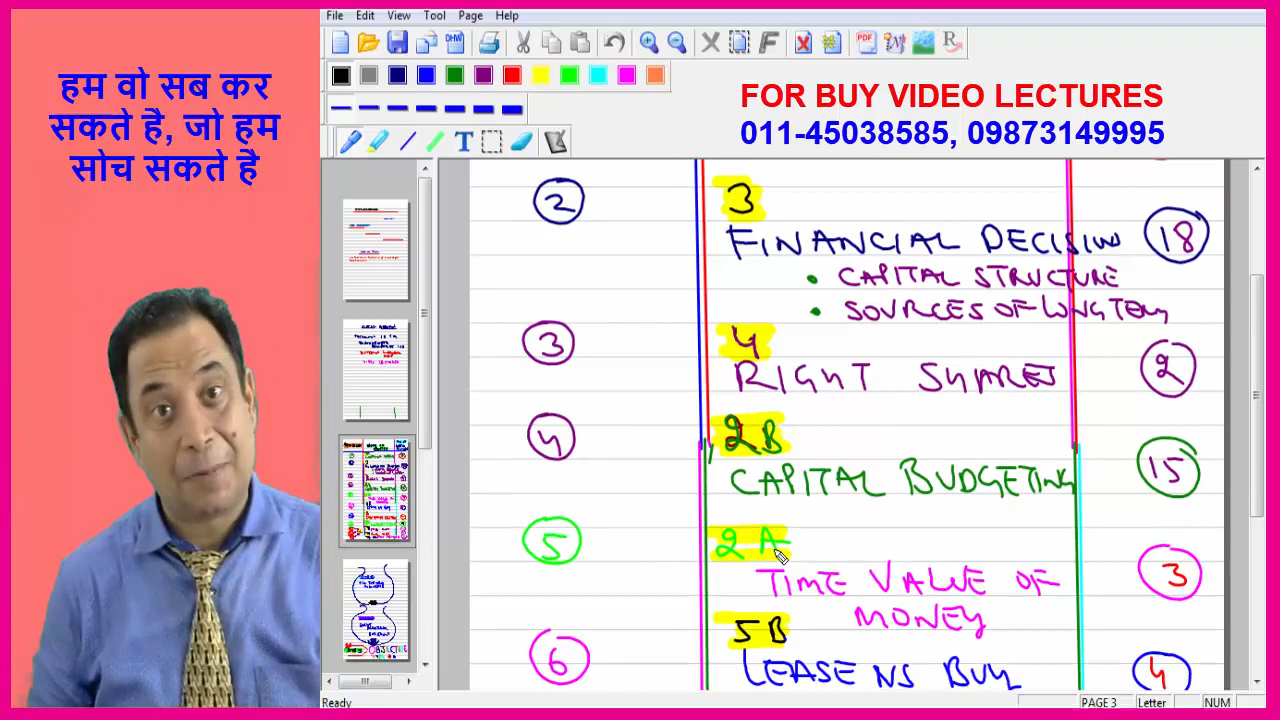 हम वो सब कर
सकते है, जो हम
सोच सकते है
File Edit View Tool Page Help
FOR BUY VIDEO LECTURES
011-45038585, 09873149995
2 3
FINANCIAL DECISION 18
• CAPITAL STRUCTURE
• SOURCES OF LONG TERM
3 4
RIGHT SHARES 2
4 2B
CAPITAL BUDGETING 15
5 2A
TIME VALUE OF 3
MONEY
6 5B
LEASE VS BUY 4
Ready PAGE 3 Letter NUM